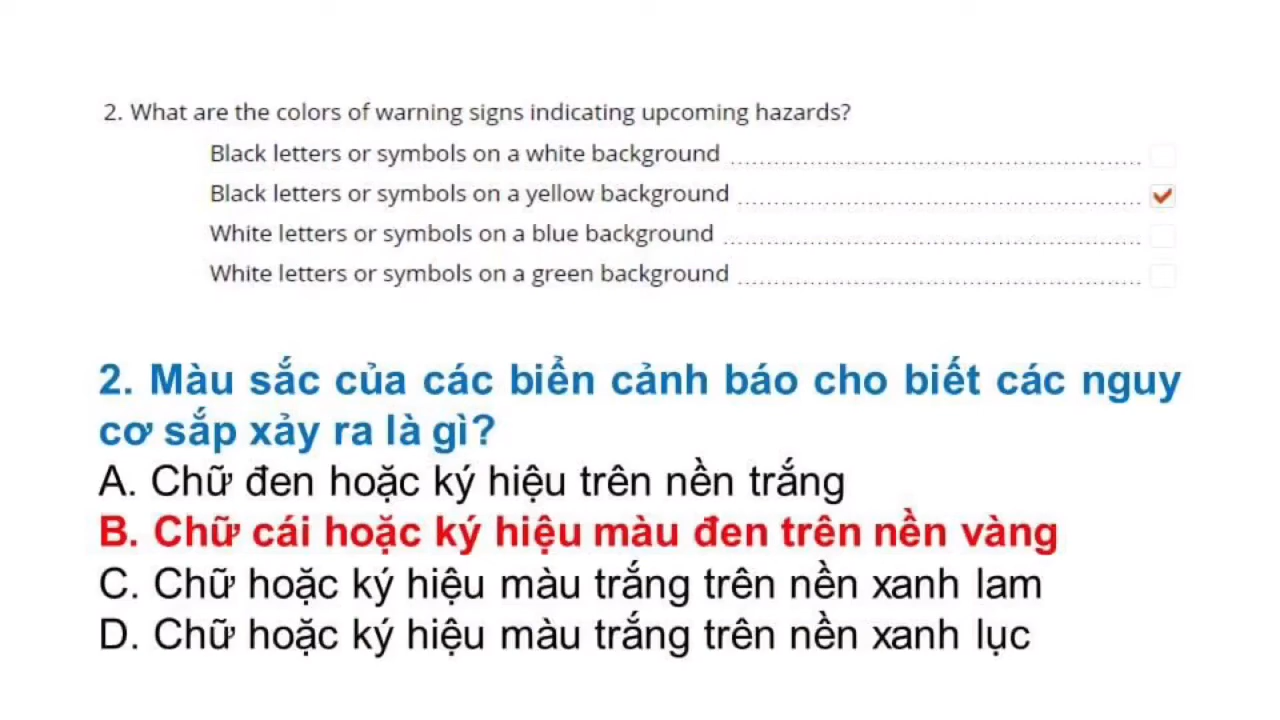 2. What are the colors of warning signs indicating upcoming hazards?
Black letters or symbols on a white background
Black letters or symbols on a yellow background
White letters or symbols on a blue background
White letters or symbols on a green background
2. Màu sắc của các biển cảnh báo cho biết các nguy
cơ sắp xảy ra là gì?
A. Chữ đen hoặc ký hiệu trên nền trắng
B. Chữ cái hoặc ký hiệu màu đen trên nền vàng
C. Chữ hoặc ký hiệu màu trắng trên nền xanh lam
D. Chữ hoặc ký hiệu màu trắng trên nền xanh lục